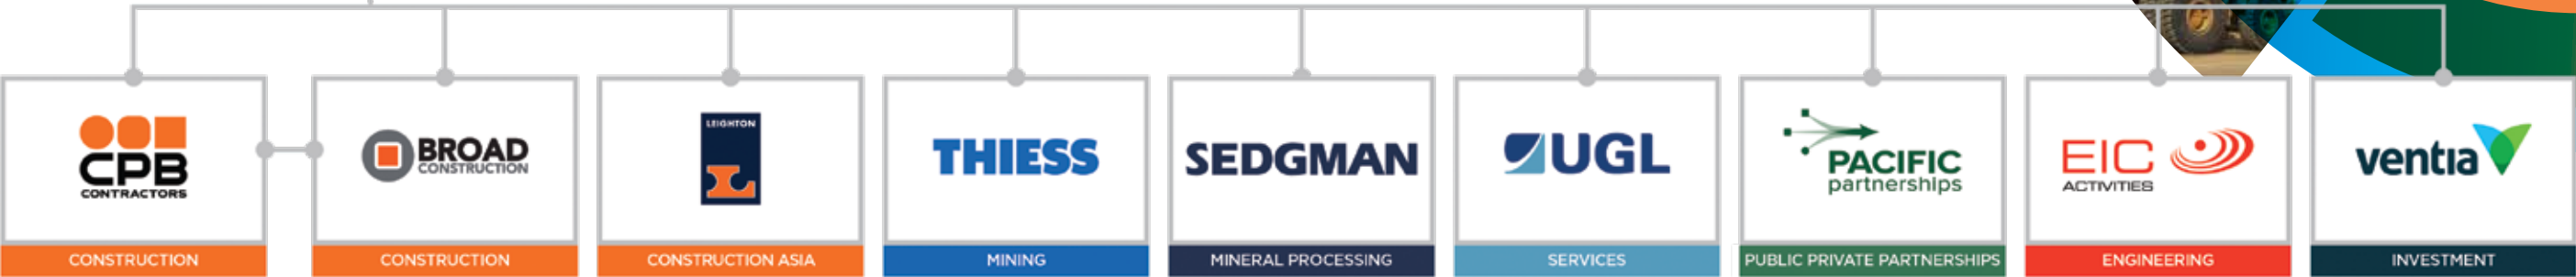 CPB
CONTRACTORS
CONSTRUCTION
BROAD
CONSTRUCTION
CONSTRUCTION
LEIGHTON
CONSTRUCTION ASIA
THIESS
MINING
SEDGMAN
MINERAL PROCESSING
UGL
SERVICES
PACIFIC
partnerships
PUBLIC PRIVATE PARTNERSHIPS
EIC
ACTIVITIES
ENGINEERING
ventia
INVESTMENT